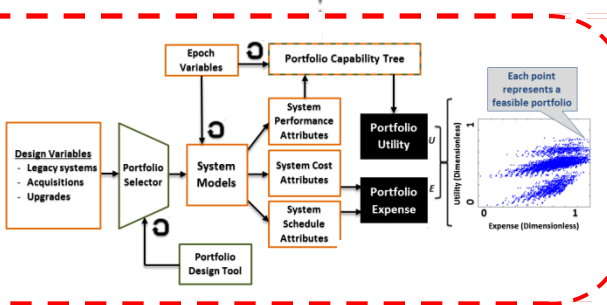 Epoch
Variables
Portfolio Capability Tree
Each point
represents a
feasible portfolio
System
Performance
Attributes
Portfolio
Utility
U
Design Variables
- Legacy systems
- Acquisitions
- Upgrades
Portfolio
Selector
System
Models
System Cost
Attributes
Portfolio
Expense
E
System
Schedule
Attributes
Portfolio
Design Tool
Utility (Dimensionless)
1
0
0
1
Expense (Dimensionless)